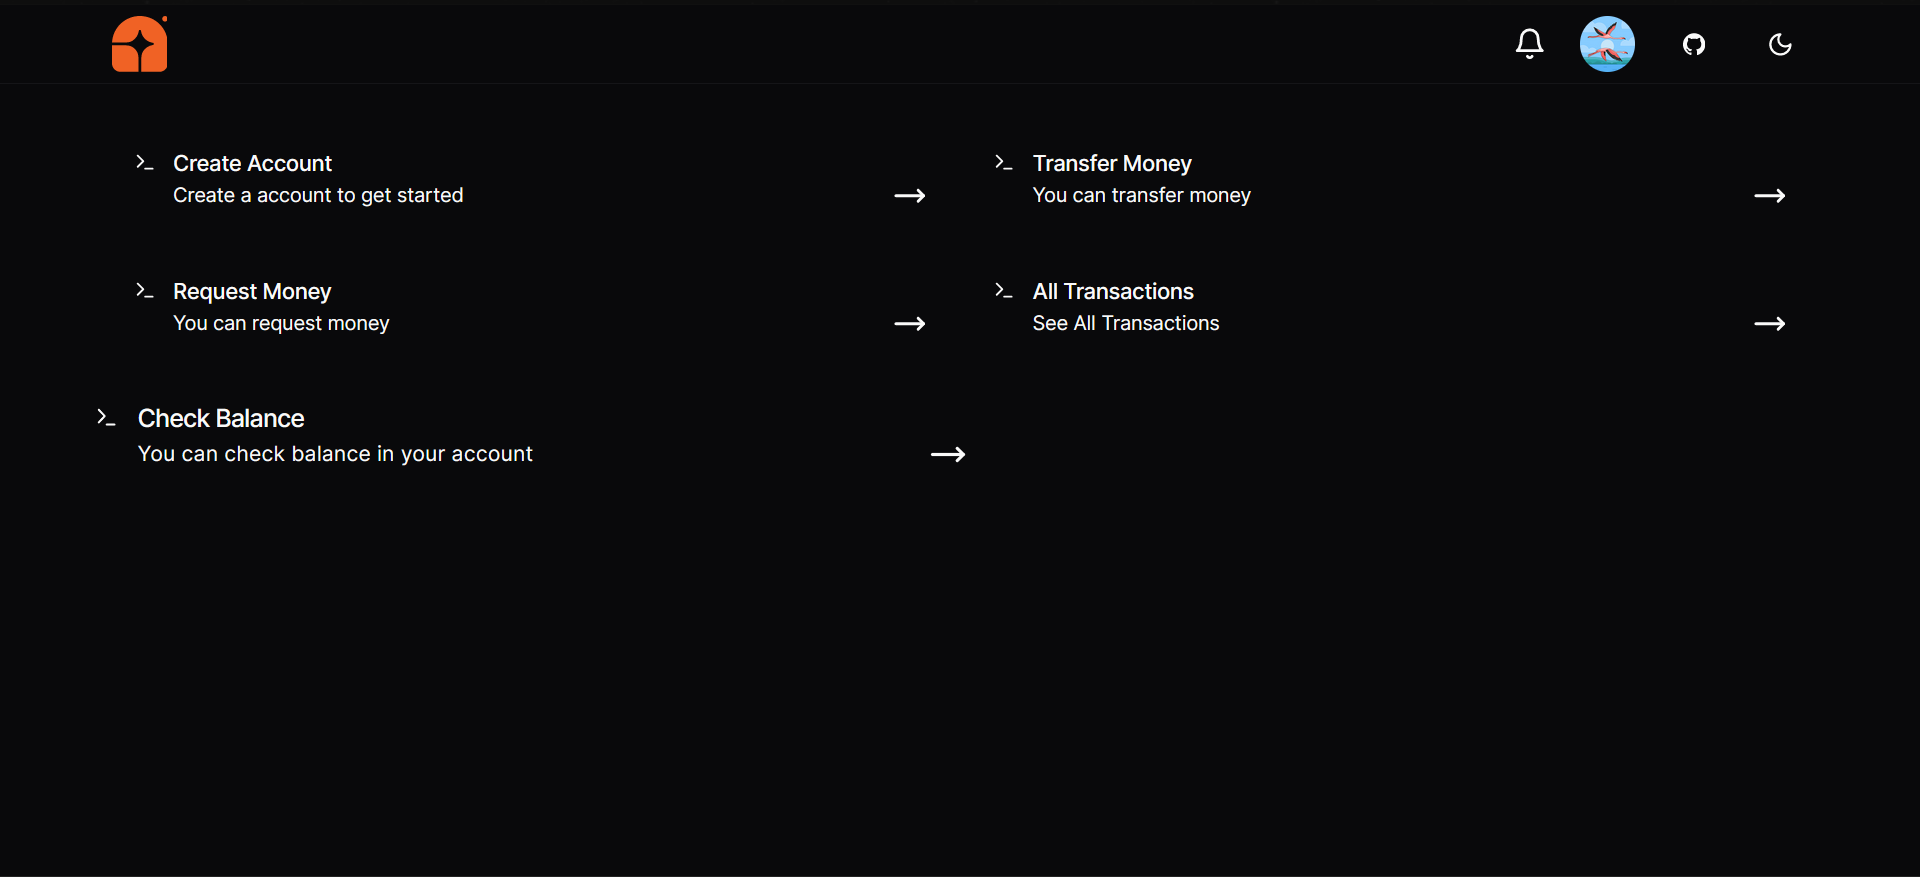 Create Account
Create a account to get started
Transfer Money
You can transfer money
Request Money
You can request money
All Transactions
See All Transactions
Check Balance
You can check balance in your account